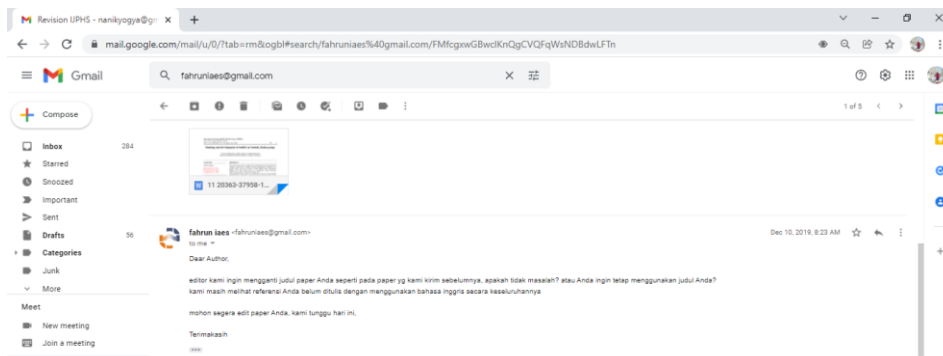 Revision IJPHS - nanikyogya@gm
mail.google.com/mail/u/0/?tab=rm&ogbl#search/fahruniaes%40gmail.com/FMfcgxwGBwclKnQgCVQFqWsNDBdwLFTn
Gmail
fahruniaes@gmail.com
Compose
1 of 5
Inbox 284
Starred
Snoozed
Important
Sent
Drafts 56
Categories
Junk
More
Meet
New meeting
Join a meeting
W 11 20363-37958-1...
fahrun iaes <fahruniaes@gmail.com>
Dec 10, 2019, 8:23 AM
to me
Dear Author,
editor kami ingin mengganti judul paper Anda seperti pada paper yg kami kirim sebelumnya, apakah tidak masalah? atau Anda ingin tetap menggunakan judul Anda?
kami masih melihat referensi Anda belum ditulis dengan menggunakan bahasa inggris secara keseluruhannya
mohon segera edit paper Anda, kami tunggu hari ini,
Terimakasih